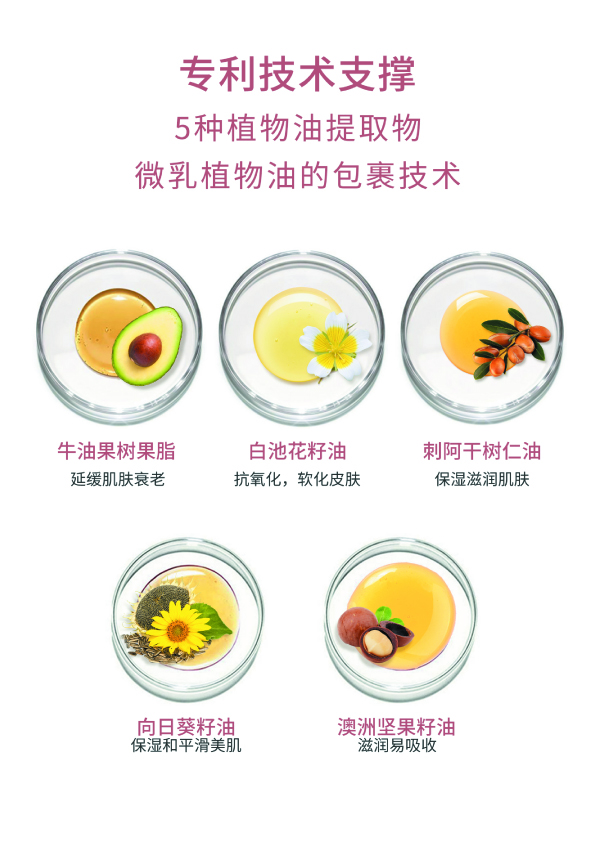 专利技术支撑
5种植物油提取物
微乳植物油的包裹技术
牛油果树果脂
白池花籽油
刺阿干树仁油
延缓肌肤衰老
抗氧化，软化皮肤
保湿滋润肌肤
向日葵籽油
澳洲坚果籽油
保湿和平滑美肌
滋润易吸收